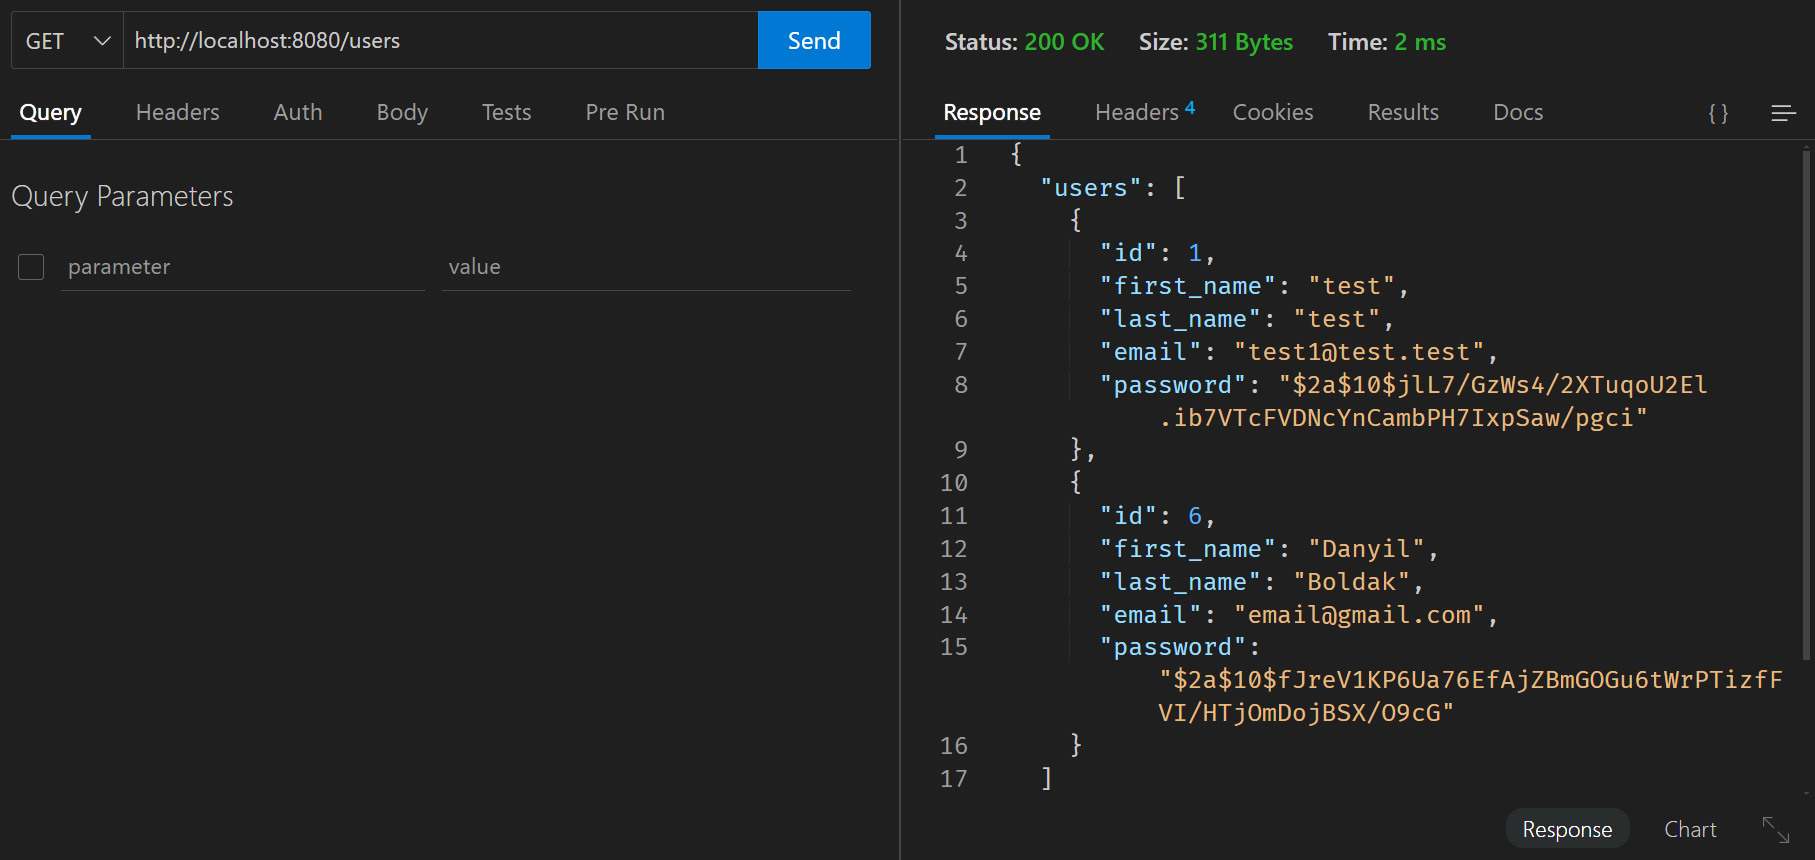 GET
http://localhost:8080/users
Send
Query
Headers
Auth
Body
Tests
Pre Run
Query Parameters
parameter
value
Status: 200 OK
Size: 311 Bytes
Time: 2 ms
Response
Headers 4
Cookies
Results
Docs
{ }
1 {
2 "users": [
3 {
4 "id": 1,
5 "first_name": "test",
6 "last_name": "test",
7 "email": "test1@test.test",
8 "password": "$2a$10$jlL7/GzWs4/2XTuqoU2El
.ib7VTcFVDNcYnCambPH7IxpSaw/pgci"
9 },
10 {
11 "id": 6,
12 "first_name": "Danyil",
13 "last_name": "Boldak",
14 "email": "email@gmail.com",
15 "password":
"$2a$10$fJreV1KP6Ua76EfAjZBmGOGu6tWrPTizfF
VI/HTjOmDojBSX/O9cG"
16 }
17 ]
Response
Chart